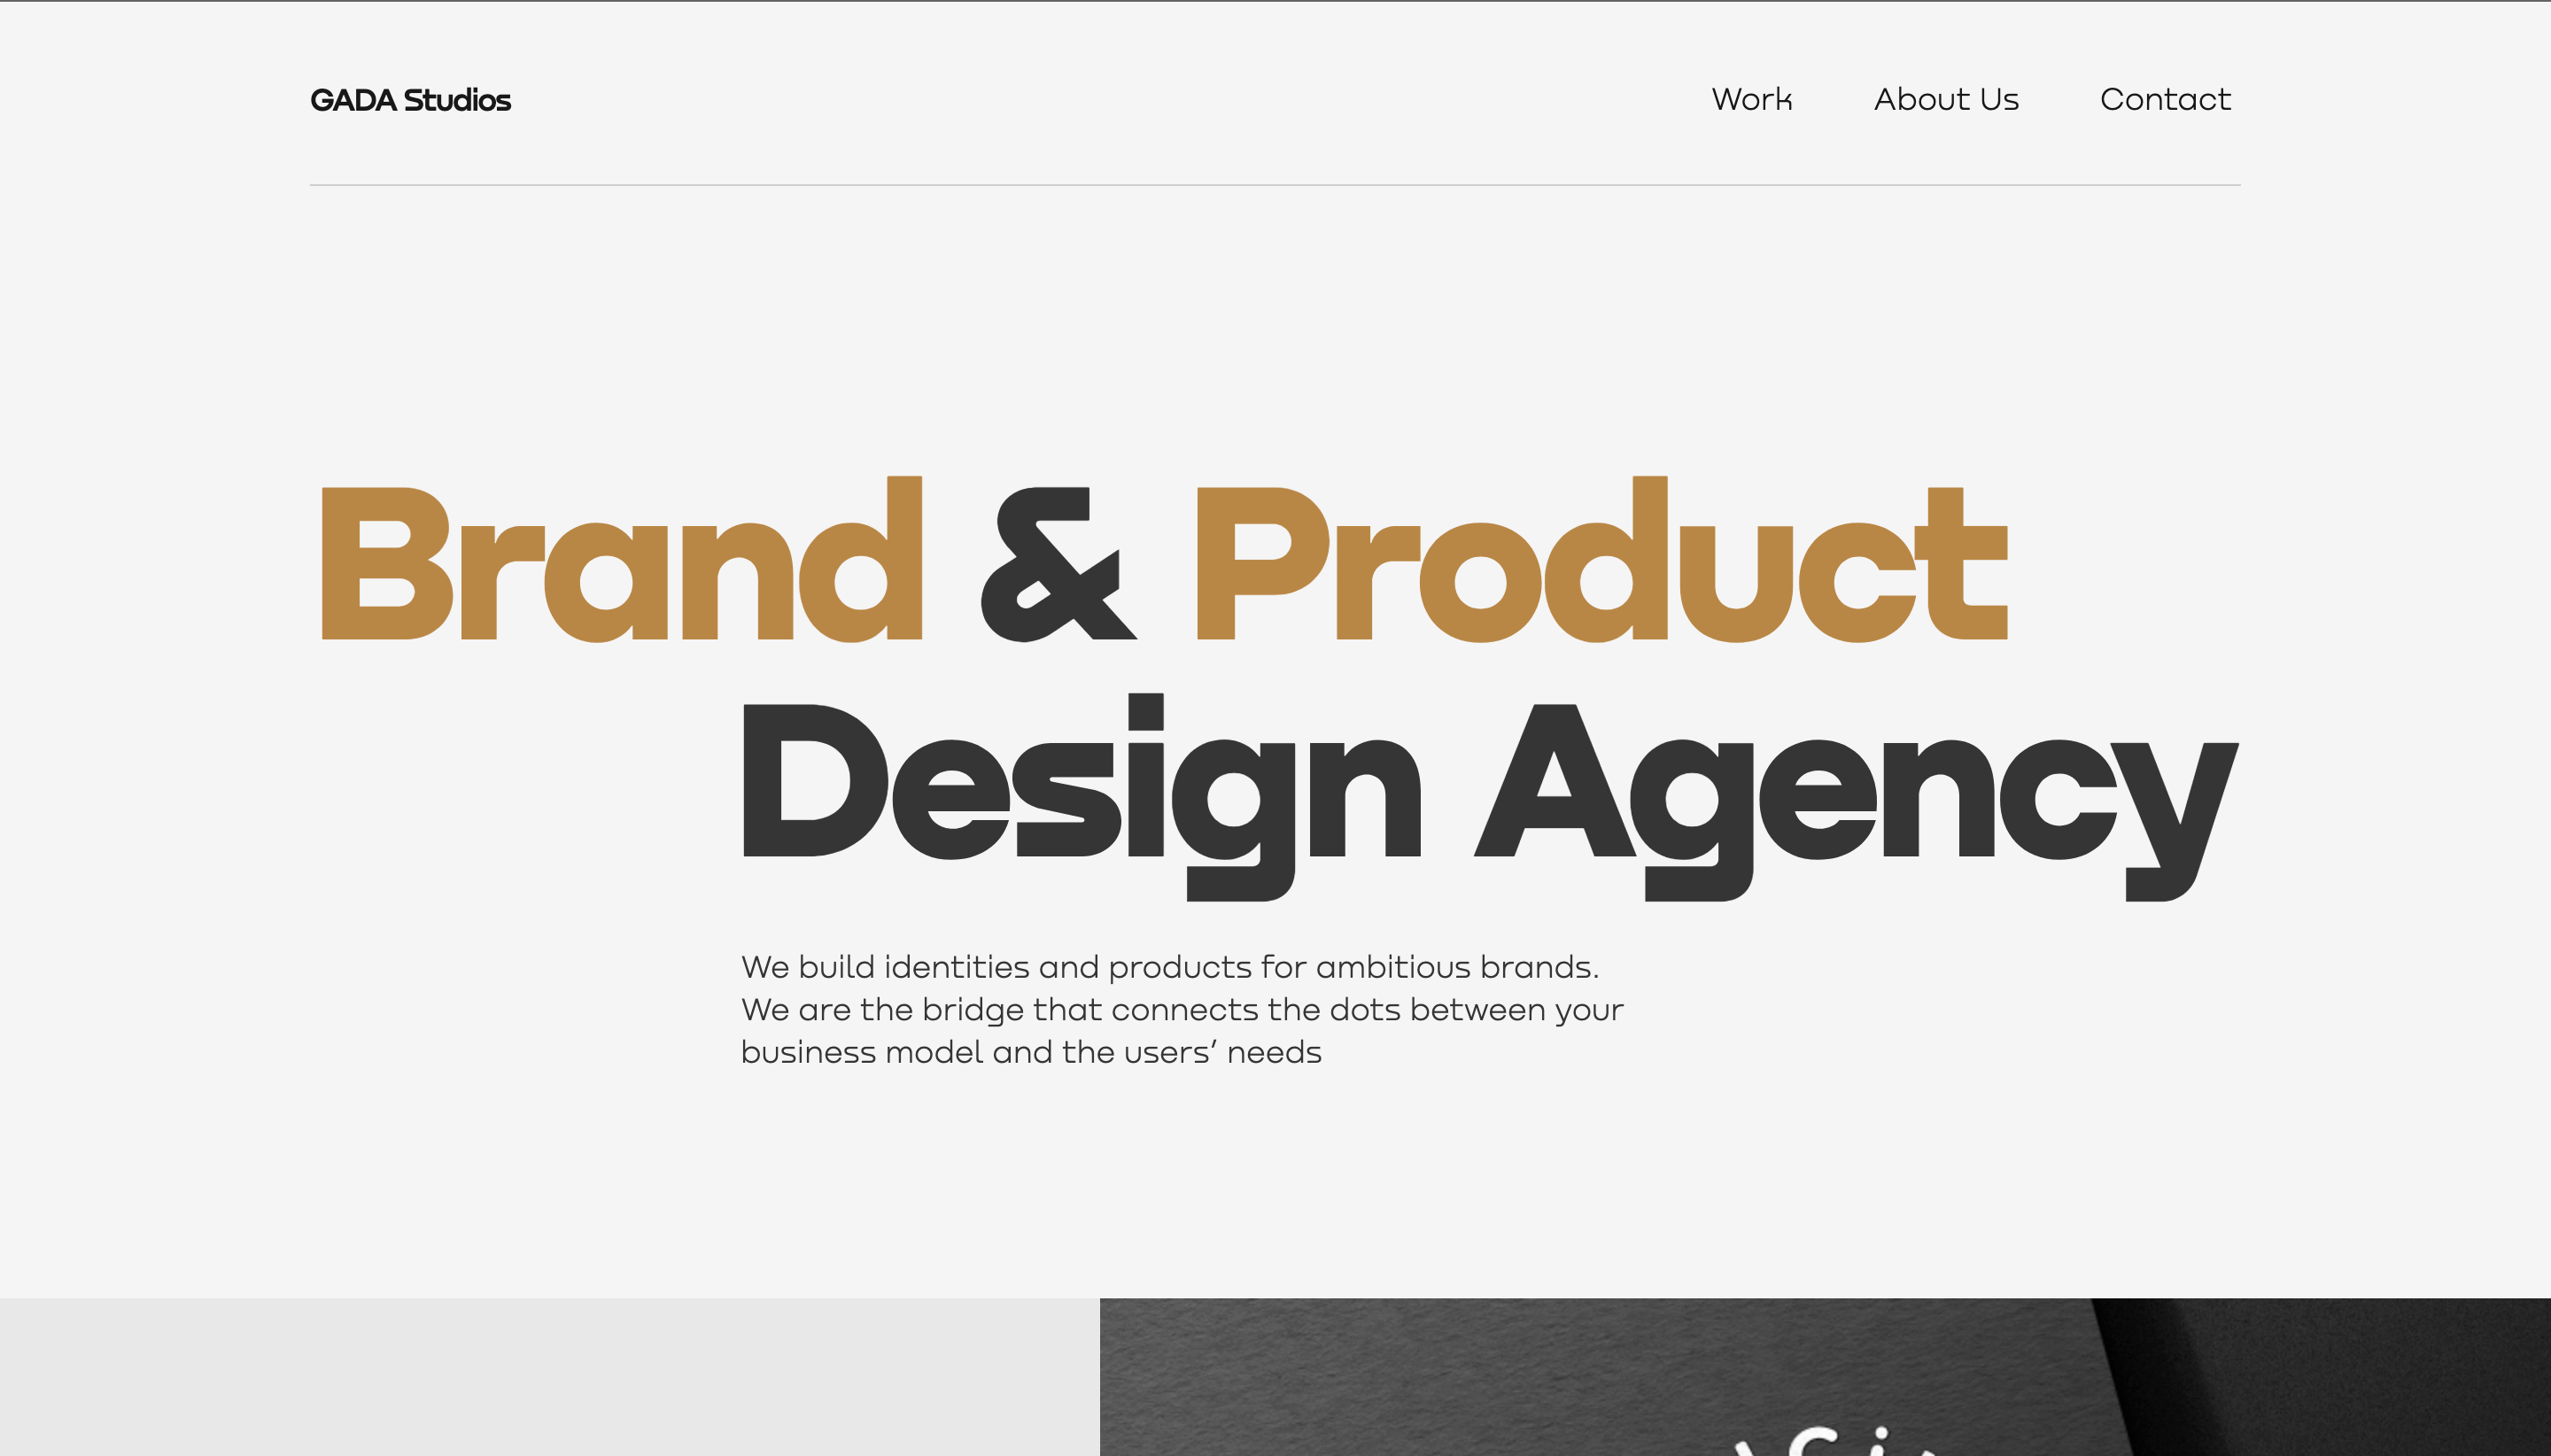 GADA Studios
Work About Us Contact
Brand & Product
Design Agency
We build identities and products for ambitious brands.
We are the bridge that connects the dots between your
business model and the users’ needs